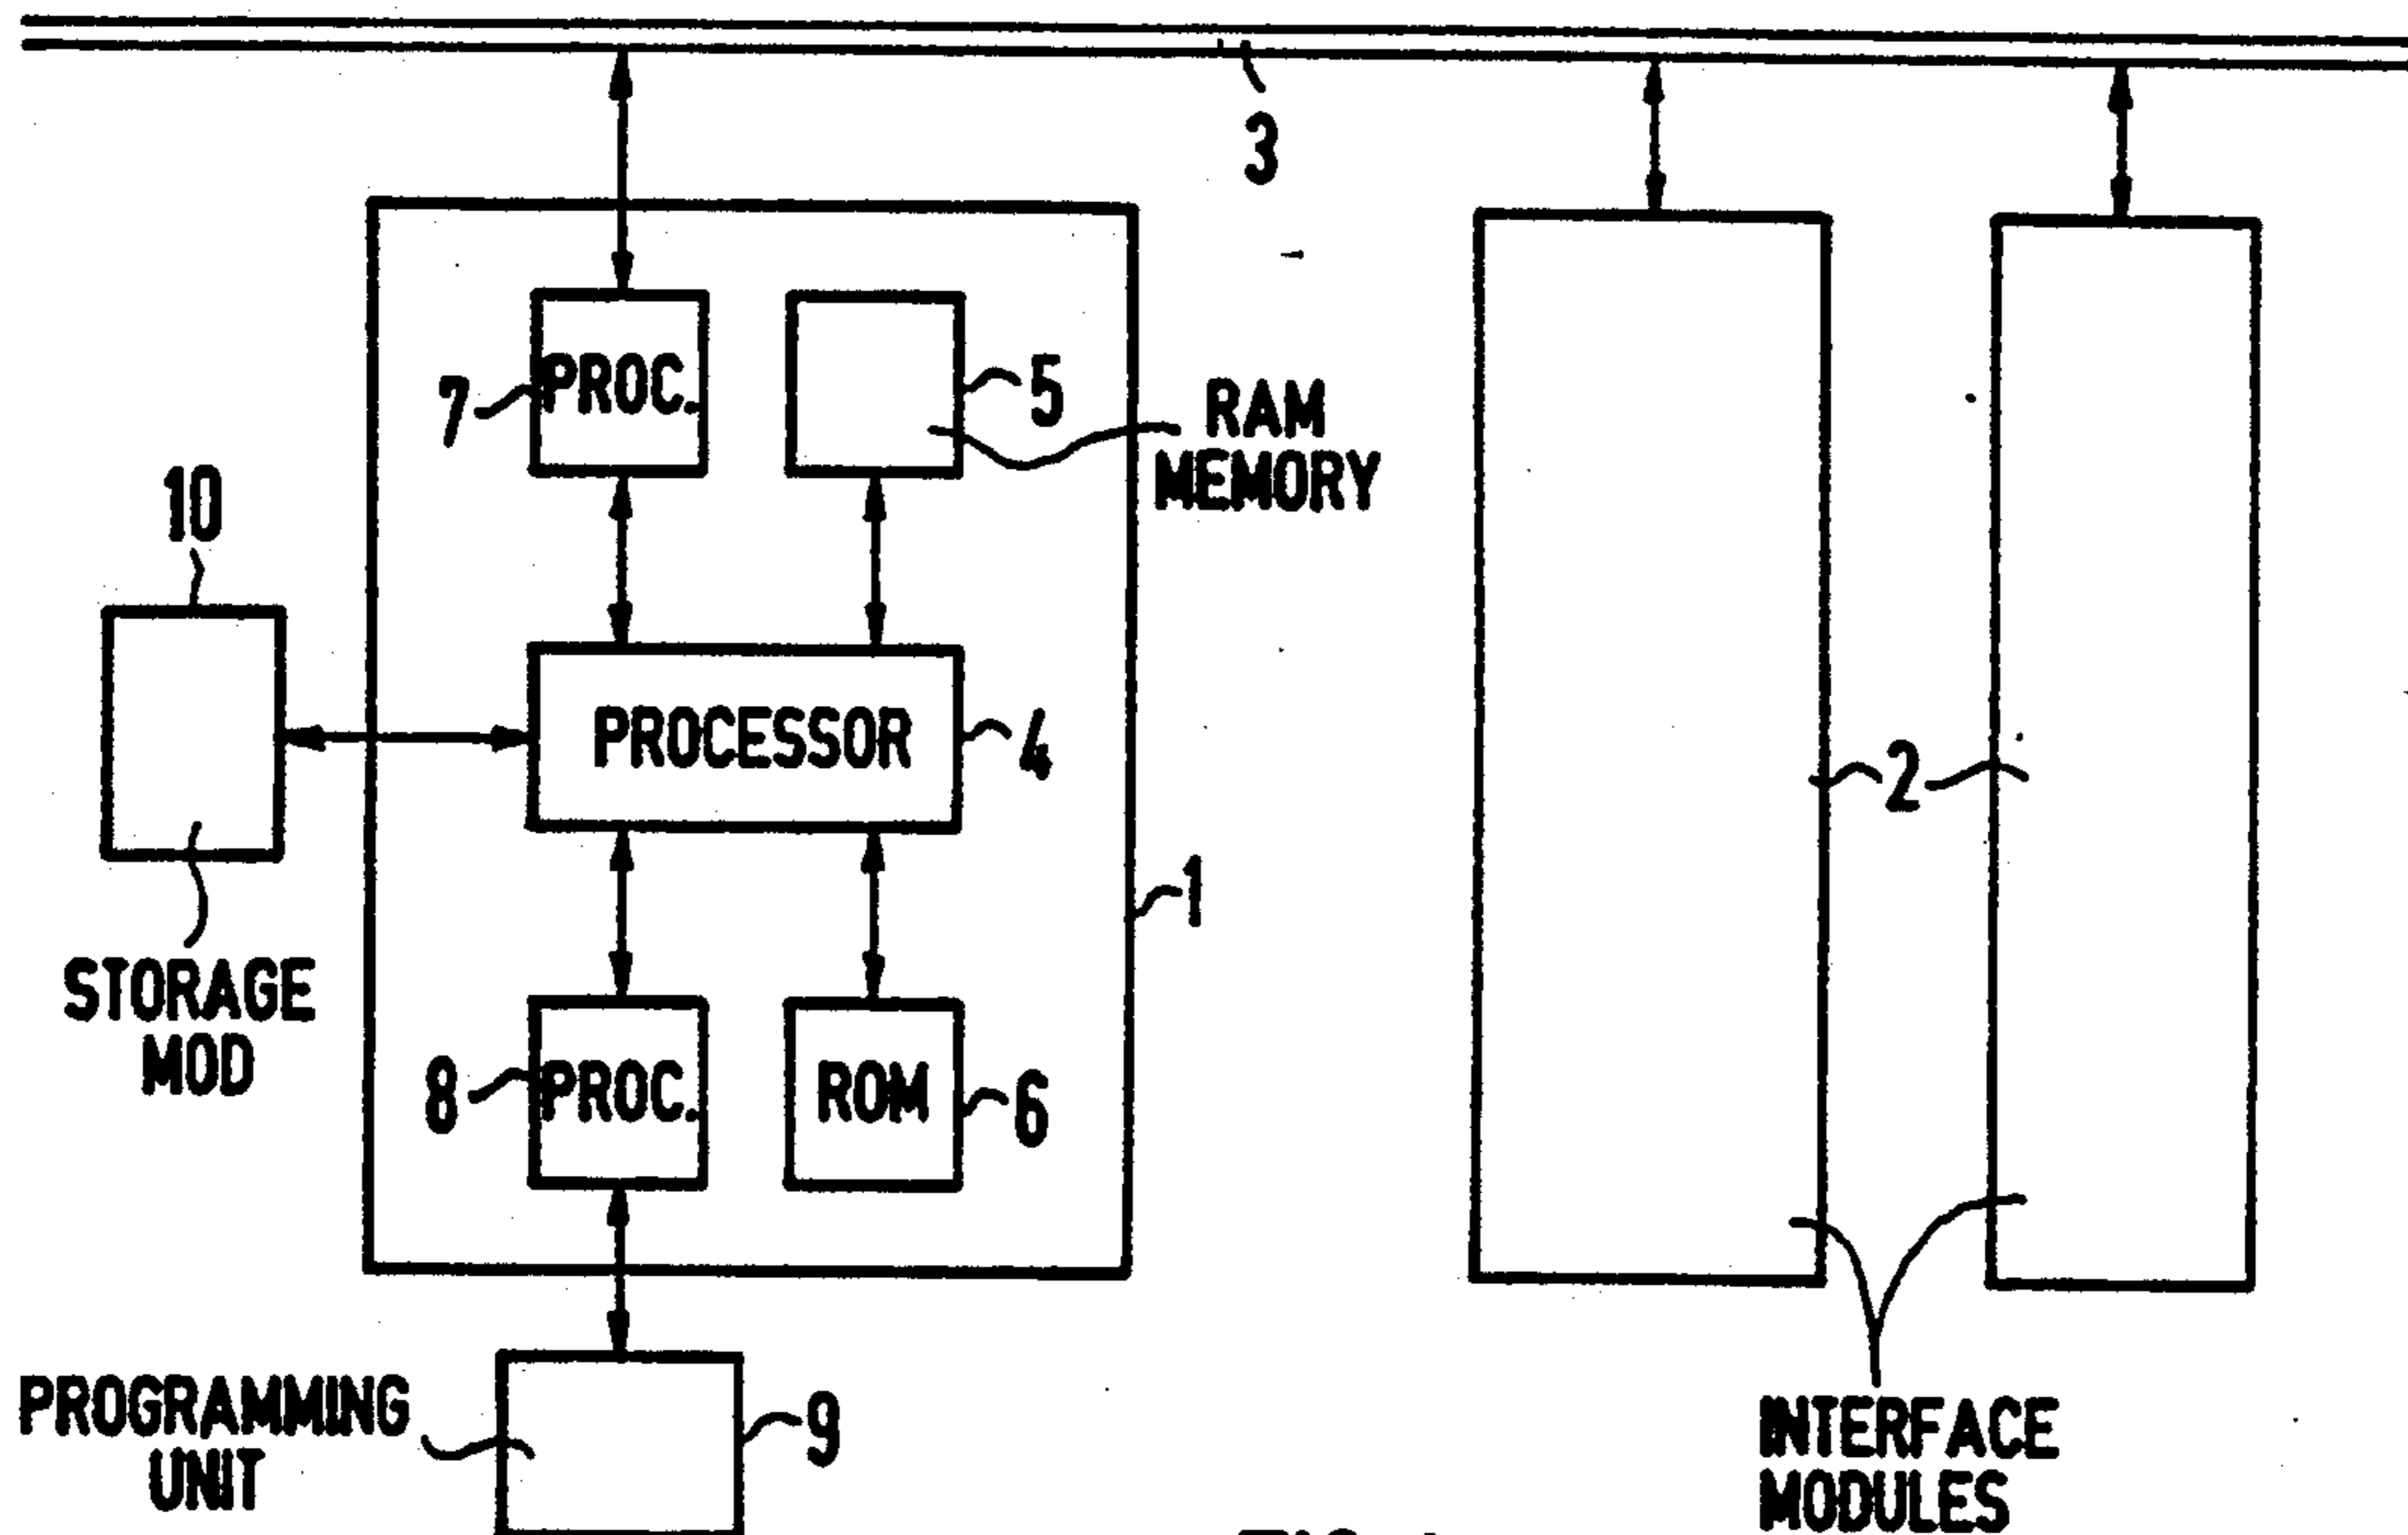 3
7
PROC.
5
RAM
MEMORY
10
PROCESSOR
4
2
1
STORAGE
MOD
8
PROC.
ROM
6
PROGRAMMING
UNIT
9
INTERFACE
MODULES